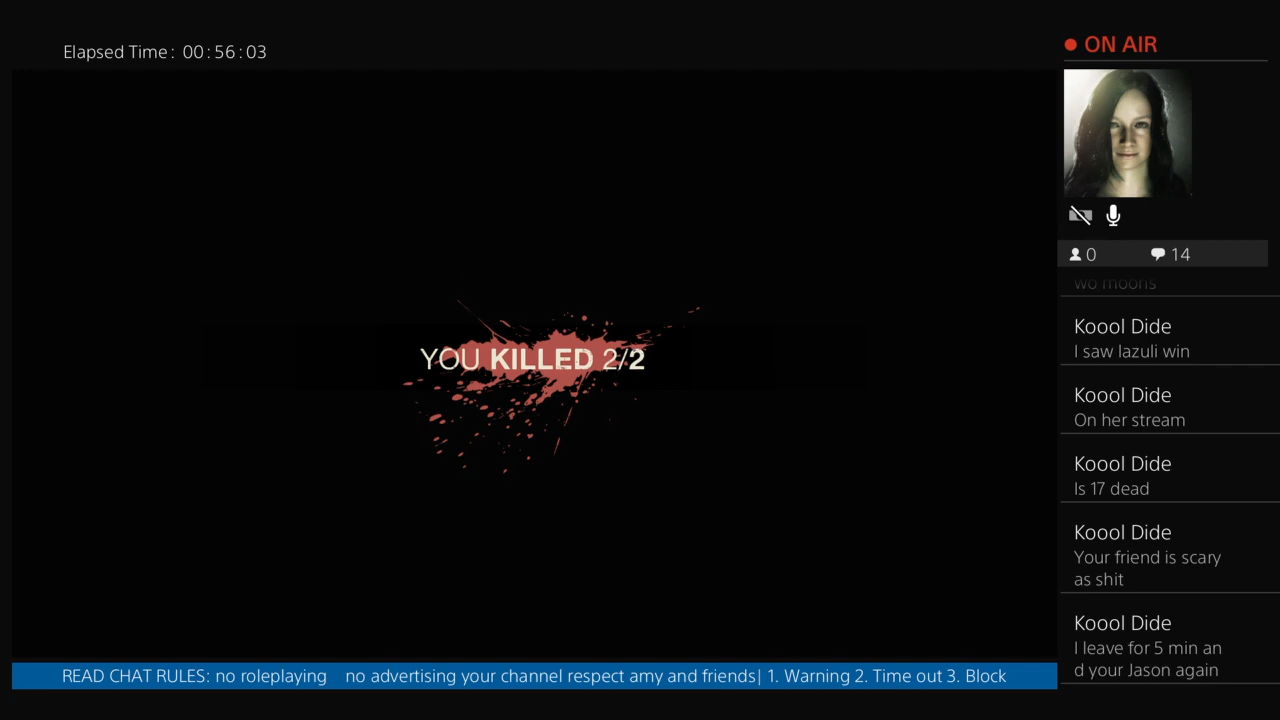 Elapsed Time: 00:56:03
ON AIR
0 14
wo moons
Koool Dide
I saw lazuli win
Koool Dide
On her stream
Koool Dide
Is 17 dead
Koool Dide
Your friend is scary
as shit
Koool Dide
I leave for 5 min an
d your Jason again
YOU KILLED 2/2
READ CHAT RULES: no roleplaying no advertising your channel respect amy and friends| 1. Warning 2. Time out 3. Block